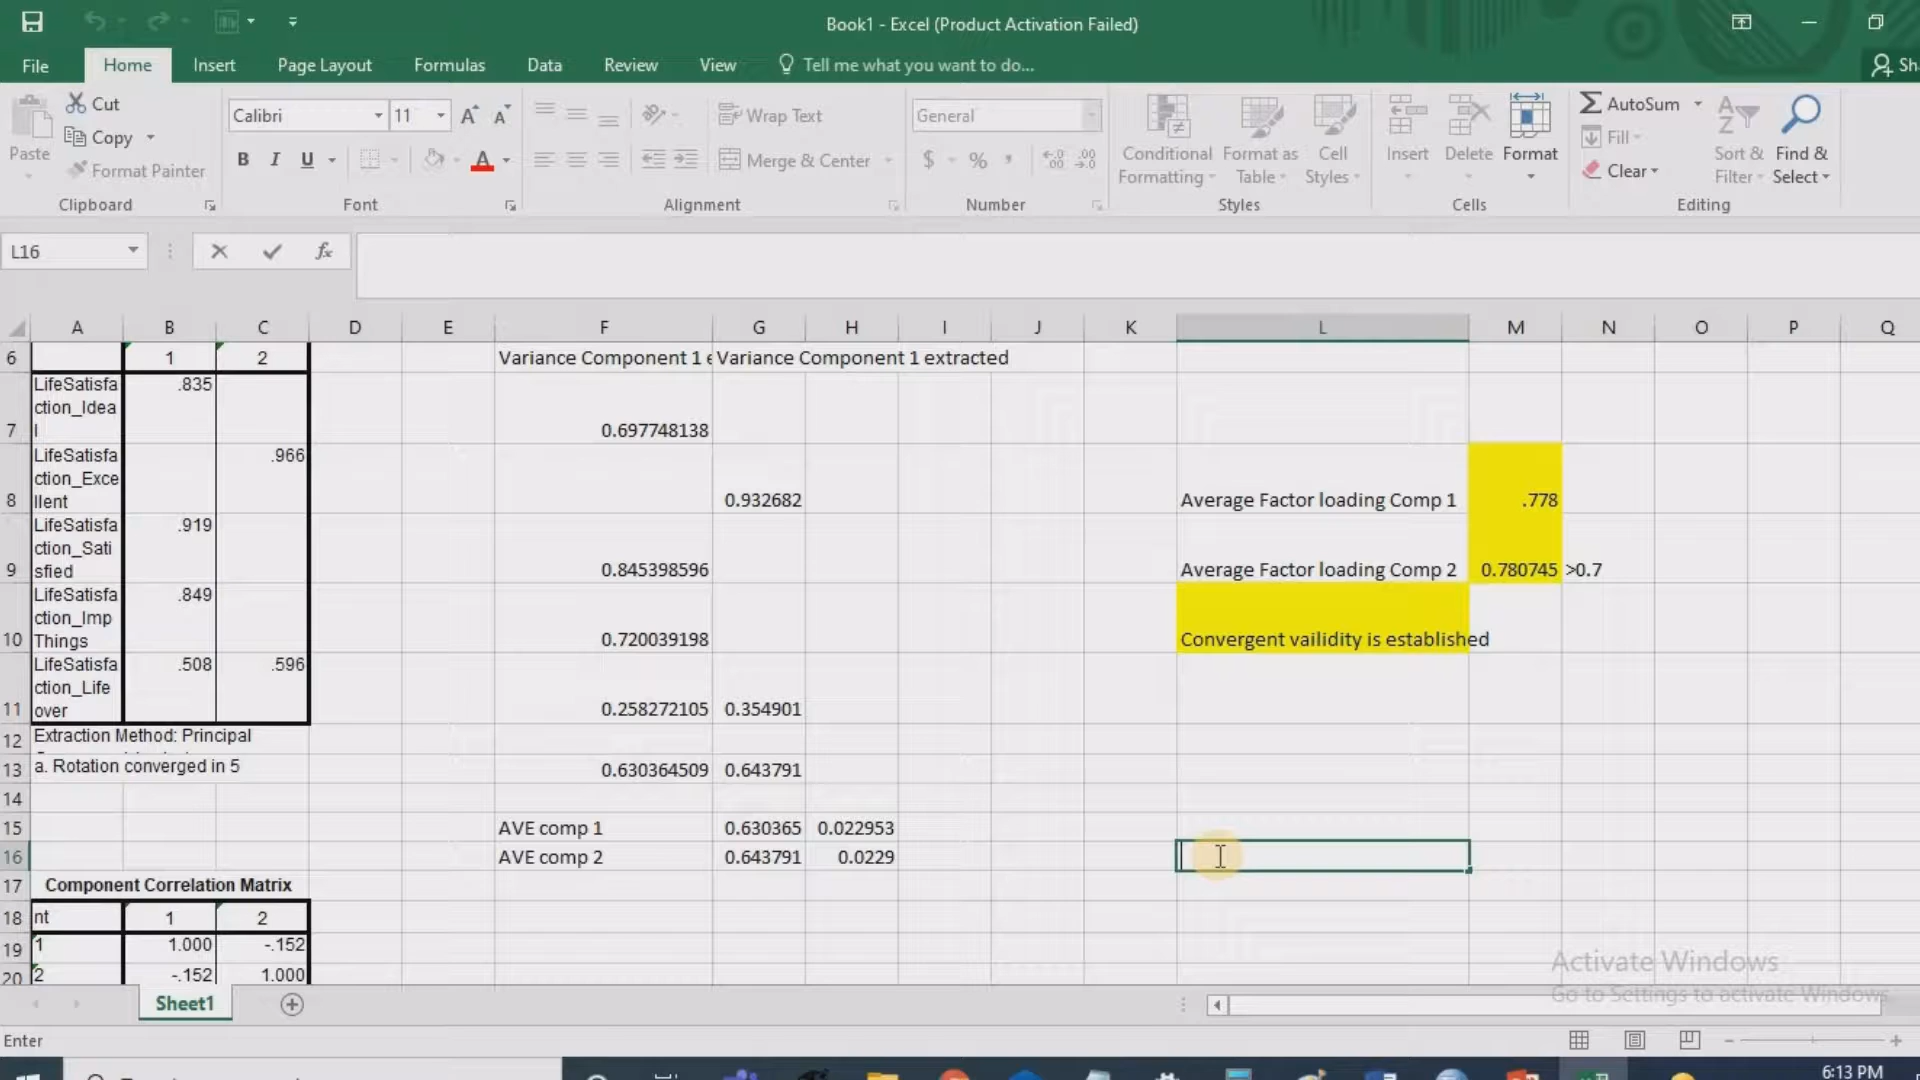 Book1 - Excel (Product Activation Failed)
File Home Insert Page Layout Formulas Data Review View Tell me what you want to do... Sh
Paste
Cut
Copy
Format Painter
Clipboard
Calibri 11
B I U
Font
Wrap Text
Merge & Center
Alignment
General
$ % ,
Number
Conditional Formatting
Format as Table
Cell Styles
Styles
Insert Delete Format
Cells
AutoSum
Fill
Clear
Sort & Filter
Find & Select
Editing
L16 fx
A B C D E F G H I J K L M N O P Q
6 1 2 Variance Component 1 e Variance Component 1 extracted
7 LifeSatisfaction_Ideal .835 0.697748138
8 LifeSatisfaction_Excellent .966 0.932682 Average Factor loading Comp 1 .778
9 LifeSatisfaction_Satisfied .919 0.845398596 Average Factor loading Comp 2 0.780745 >0.7
10 LifeSatisfaction_ImpThings .849 0.720039198 Convergent vailidity is established
11 LifeSatisfaction_Lifeover .508 .596 0.258272105 0.354901
12 Extraction Method: Principal
13 a. Rotation converged in 5 0.630364509 0.643791
14
15 AVE comp 1 0.630365 0.022953
16 AVE comp 2 0.643791 0.0229
17 Component Correlation Matrix
18 nt 1 2
19 1 1.000 -.152
20 2 -.152 1.000
Activate Windows
Go to Settings to activate Windows.
Sheet1
Enter
6:13 PM